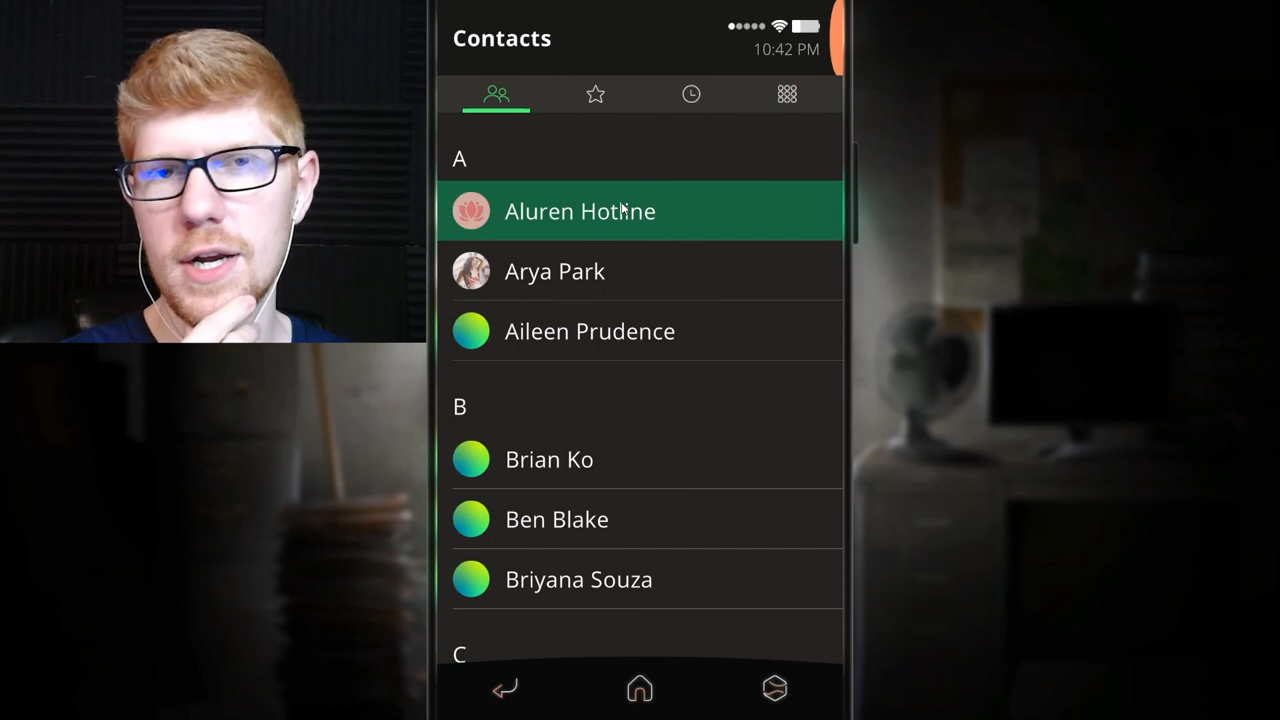 Contacts
10:42 PM
A
Aluren Hotline
Arya Park
Aileen Prudence
B
Brian Ko
Ben Blake
Briyana Souza
C